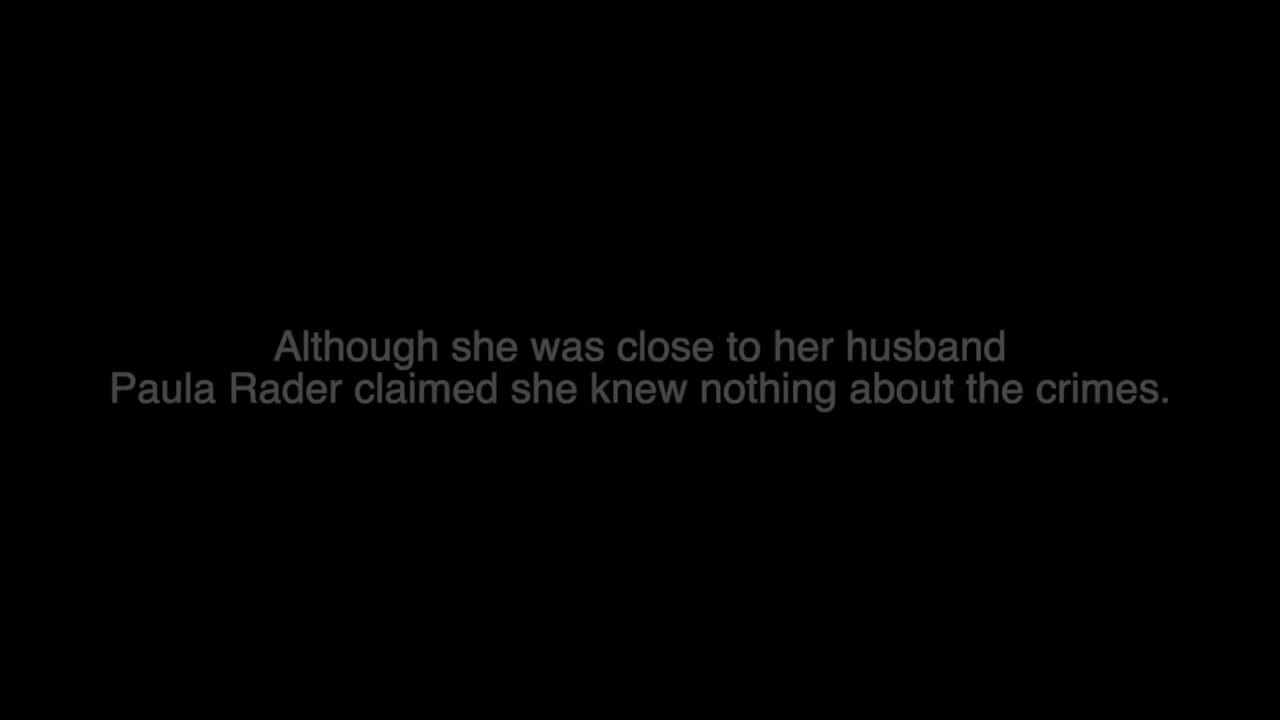 Although she was close to her husband
Paula Rader claimed she knew nothing about the crimes.